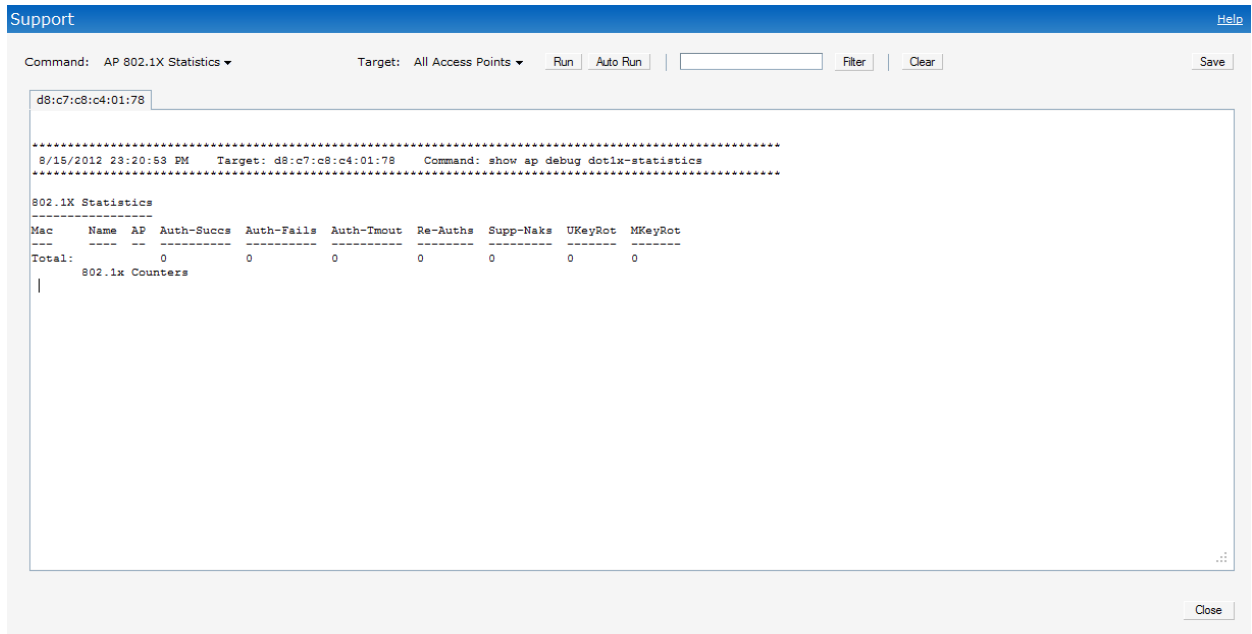 Support Help
Command: AP 802.1X Statistics Target: All Access Points Run Auto Run Filter Clear Save
d8:c7:c8:c4:01:78
*********************************************************************************************************
8/15/2012 23:20:53 PM Target: d8:c7:c8:c4:01:78 Command: show ap debug dot1x-statistics
*********************************************************************************************************
802.1X Statistics
-----------------
Mac Name AP Auth-Succs Auth-Fails Auth-Tmout Re-Auths Supp-Naks UKeyRot MKeyRot
--- ---- -- ---------- ---------- ---------- -------- --------- ------- -------
Total: 0 0 0 0 0 0 0
802.1x Counters
Close